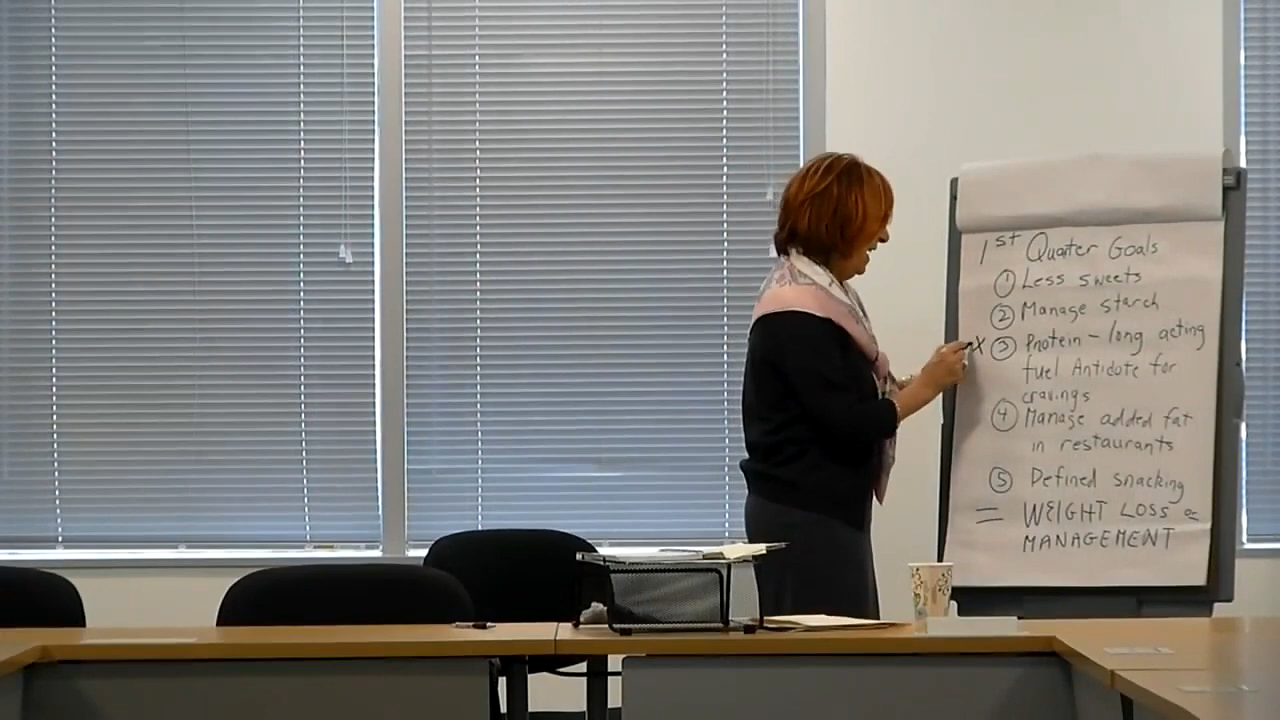 1st Quarter Goals
① Less sweets
② Manage starch
x ③ Protein - long acting
fuel Antidote for
cravings
④ Manage added fat
in restaurants
⑤ Defined snacking
= WEIGHT LOSS or
MANAGEMENT